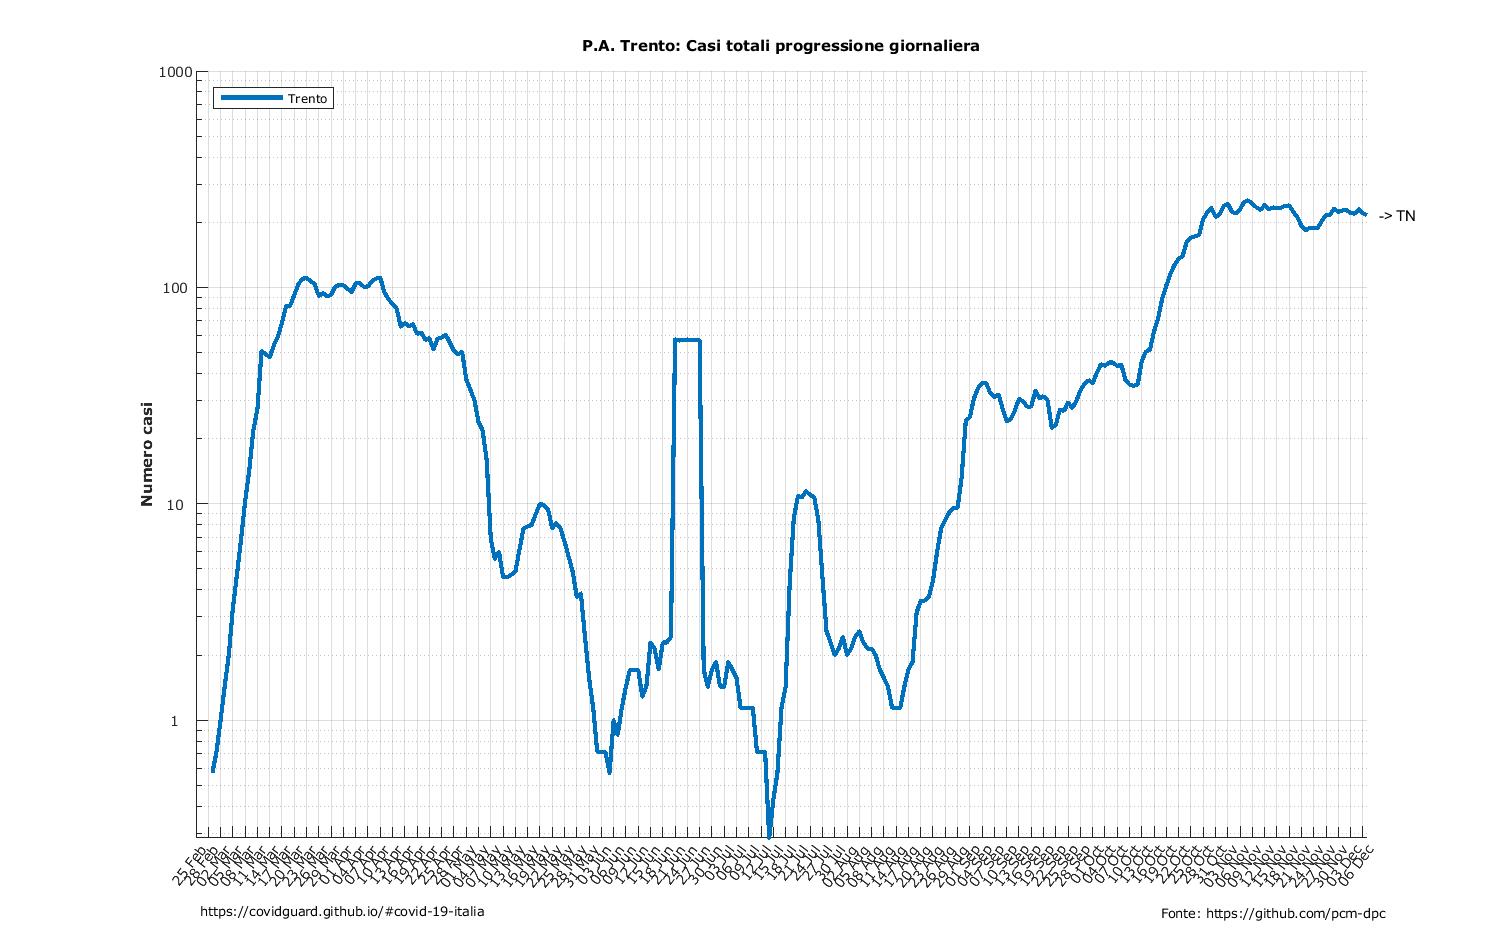 P.A. Trento: Casi totali progressione giornaliera
1000
Trento
-> TN
100
Numero casi
10
1
25 Feb
28 Feb
02 Mar
05 Mar
08 Mar
11 Mar
14 Mar
17 Mar
20 Mar
23 Mar
26 Mar
29 Mar
01 Apr
04 Apr
07 Apr
10 Apr
13 Apr
16 Apr
19 Apr
22 Apr
25 Apr
28 Apr
01 May
04 May
07 May
10 May
13 May
16 May
19 May
22 May
25 May
28 May
31 May
03 Jun
06 Jun
09 Jun
12 Jun
15 Jun
18 Jun
21 Jun
24 Jun
27 Jun
30 Jun
03 Jul
06 Jul
09 Jul
12 Jul
15 Jul
18 Jul
21 Jul
24 Jul
27 Jul
30 Jul
02 Aug
05 Aug
08 Aug
11 Aug
14 Aug
17 Aug
20 Aug
23 Aug
26 Aug
29 Aug
01 Sep
04 Sep
07 Sep
10 Sep
13 Sep
16 Sep
19 Sep
22 Sep
25 Sep
28 Sep
01 Oct
04 Oct
07 Oct
10 Oct
13 Oct
16 Oct
19 Oct
22 Oct
25 Oct
28 Oct
31 Oct
03 Nov
06 Nov
09 Nov
12 Nov
15 Nov
18 Nov
21 Nov
24 Nov
27 Nov
30 Nov
03 Dec
06 Dec
https://covidguard.github.io/#covid-19-italia
Fonte: https://github.com/pcm-dpc